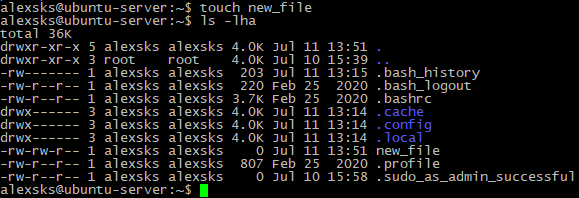 alexsks@ubuntu-server:~$ touch new_file
alexsks@ubuntu-server:~$ ls -lha
total 36K
drwxr-xr-x 5 alexsks alexsks 4.0K Jul 11 13:51 .
drwxr-xr-x 3 root    root    4.0K Jul 10 15:39 ..
-rw------- 1 alexsks alexsks  203 Jul 11 13:15 .bash_history
-rw-r--r-- 1 alexsks alexsks  220 Feb 25  2020 .bash_logout
-rw-r--r-- 1 alexsks alexsks 3.7K Feb 25  2020 .bashrc
drwx------ 3 alexsks alexsks 4.0K Jul 11 13:14 .cache
drwx------ 3 alexsks alexsks 4.0K Jul 11 13:14 .config
drwx------ 3 alexsks alexsks 4.0K Jul 11 13:14 .local
-rw-rw-r-- 1 alexsks alexsks    0 Jul 11 13:51 new_file
-rw-r--r-- 1 alexsks alexsks  807 Feb 25  2020 .profile
-rw-r--r-- 1 alexsks alexsks    0 Jul 10 15:58 .sudo_as_admin_successful
alexsks@ubuntu-server:~$